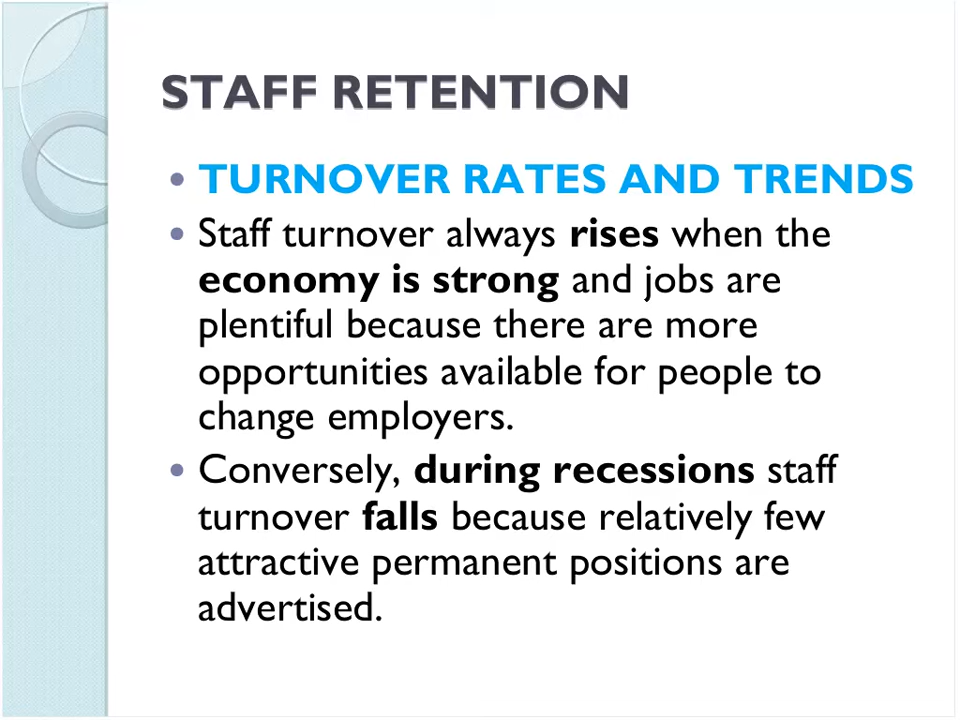 STAFF RETENTION
• TURNOVER RATES AND TRENDS
• Staff turnover always rises when the
economy is strong and jobs are
plentiful because there are more
opportunities available for people to
change employers.
• Conversely, during recessions staff
turnover falls because relatively few
attractive permanent positions are
advertised.